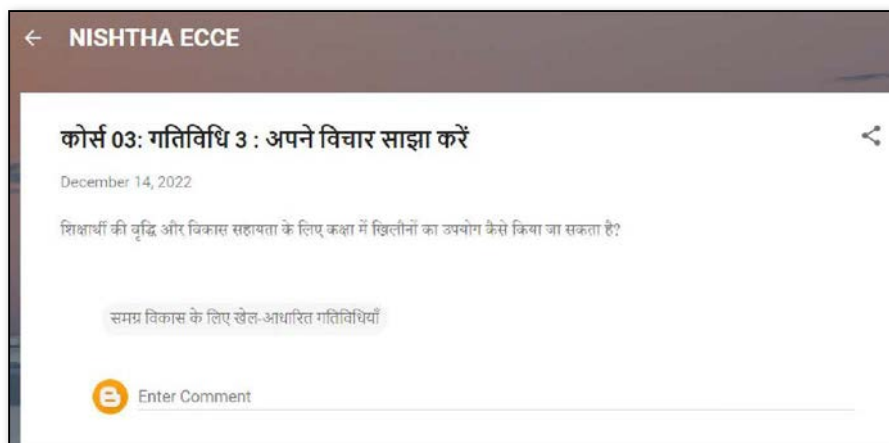 NISHTHA ECCE
कोर्स 03: गतिविधि 3 : अपने विचार साझा करें
December 14, 2022
शिक्षार्थी की वृद्धि और विकास सहायता के लिए कक्षा में खिलौनों का उपयोग कैसे किया जा सकता है?
समग्र विकास के लिए खेल-आधारित गतिविधियाँ
Enter Comment